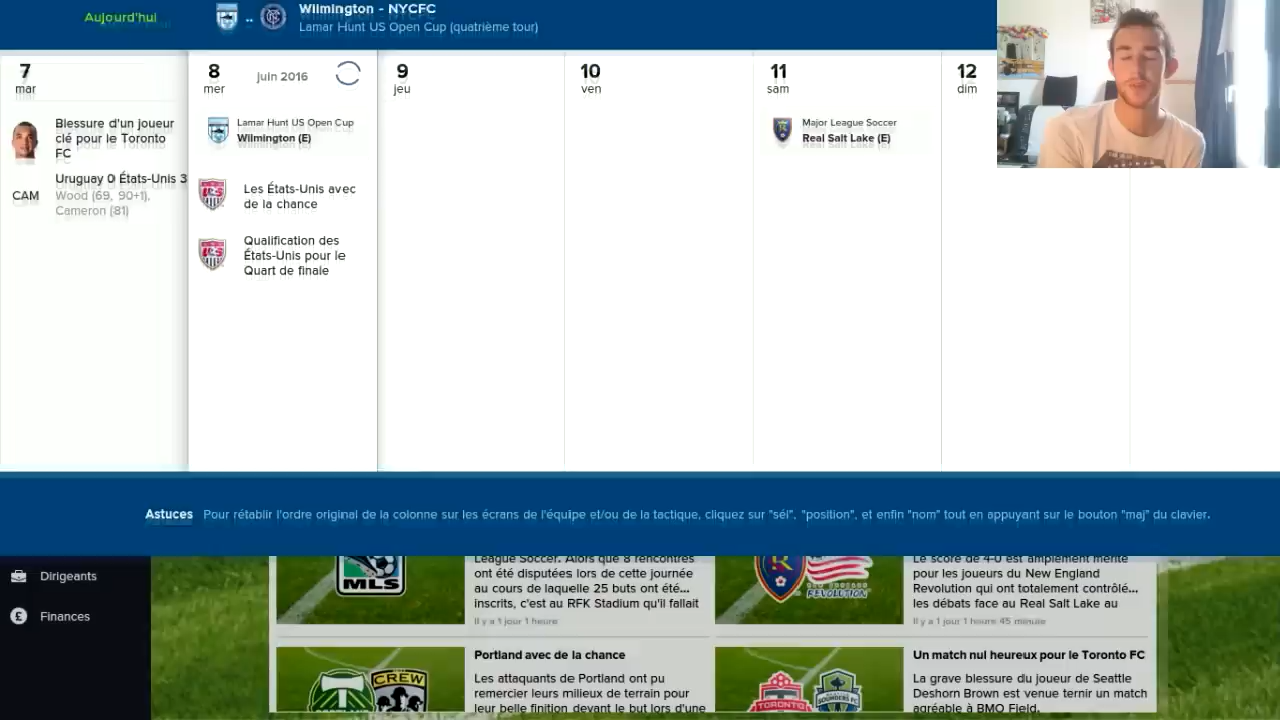 Aujourd'hui
Wilmington - NYCFC
Lamar Hunt US Open Cup (quatrième tour)
7
mar
Blessure d'un joueur
clé pour le Toronto
FC
CAM
Uruguay 0 États-Unis 3
Wood (69, 90+1),
Cameron (81)
8
mer
juin 2016
Lamar Hunt US Open Cup
Wilmington (E)
US
Les États-Unis avec
de la chance
US
Qualification des
États-Unis pour le
Quart de finale
9
jeu
10
ven
11
sam
Major League Soccer
Real Salt Lake (E)
12
dim
Astuces Pour rétablir l'ordre original de la colonne sur les écrans de l'équipe et/ou de la tactique, cliquez sur "sél", "position", et enfin "nom" tout en appuyant sur le bouton "maj" du clavier.
Dirigeants
Finances
MLS
League Soccer. Alors que 8 rencontres
ont été disputées lors de cette journée
au cours de laquelle 25 buts ont été...
inscrits, c'est au RFK Stadium qu'il fallait
Il y a 1 jour 1 heure
REVOLUTION
Le score de 4-0 est amplement mérité
pour les joueurs du New England
Revolution qui ont totalement contrôlé...
les débats face au Real Salt Lake au
Il y a 1 jour 1 heure 45 minute
CREW
Portland avec de la chance
Les attaquants de Portland ont pu
remercier leurs milieux de terrain pour
leur belle finition devant le but lors d'une
TORONTO
SOUNDERS FC
Un match nul heureux pour le Toronto FC
La grave blessure du joueur de Seattle
Deshorn Brown est venue ternir un match
agréable à BMO Field.